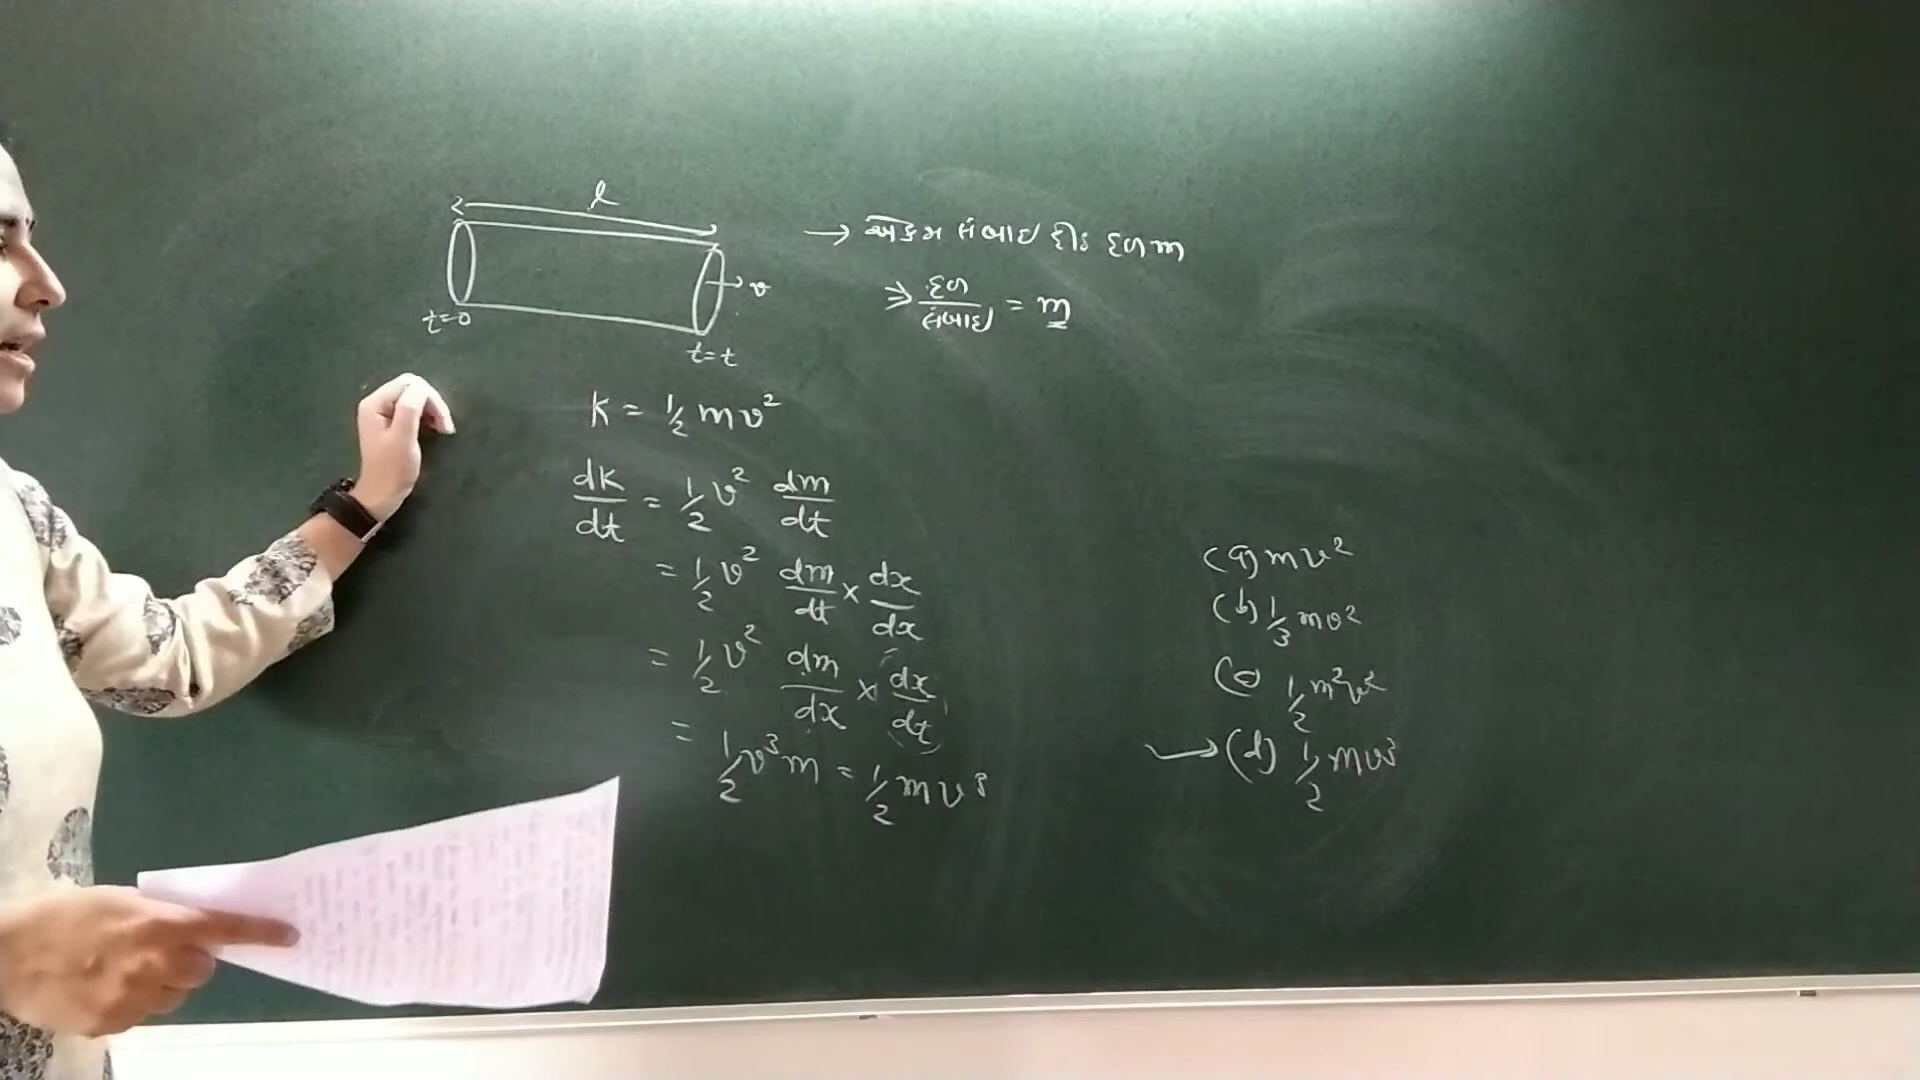 l
→ એકમ લંબાઇ દીઠ દળ m
→ v
⇒ દળ / લંબાઇ = m
t=0
t=t
K = 1/2 mv²
dK/dt = 1/2 v² dm/dt
= 1/2 v² dm/dt × dx/dx
= 1/2 v² dm/dx × dx/dt
= 1/2 v³m = 1/2 mv³
(a) mv²
(b) 1/3 mv²
(c) 1/2 m²v²
→ (d) 1/2 mv³